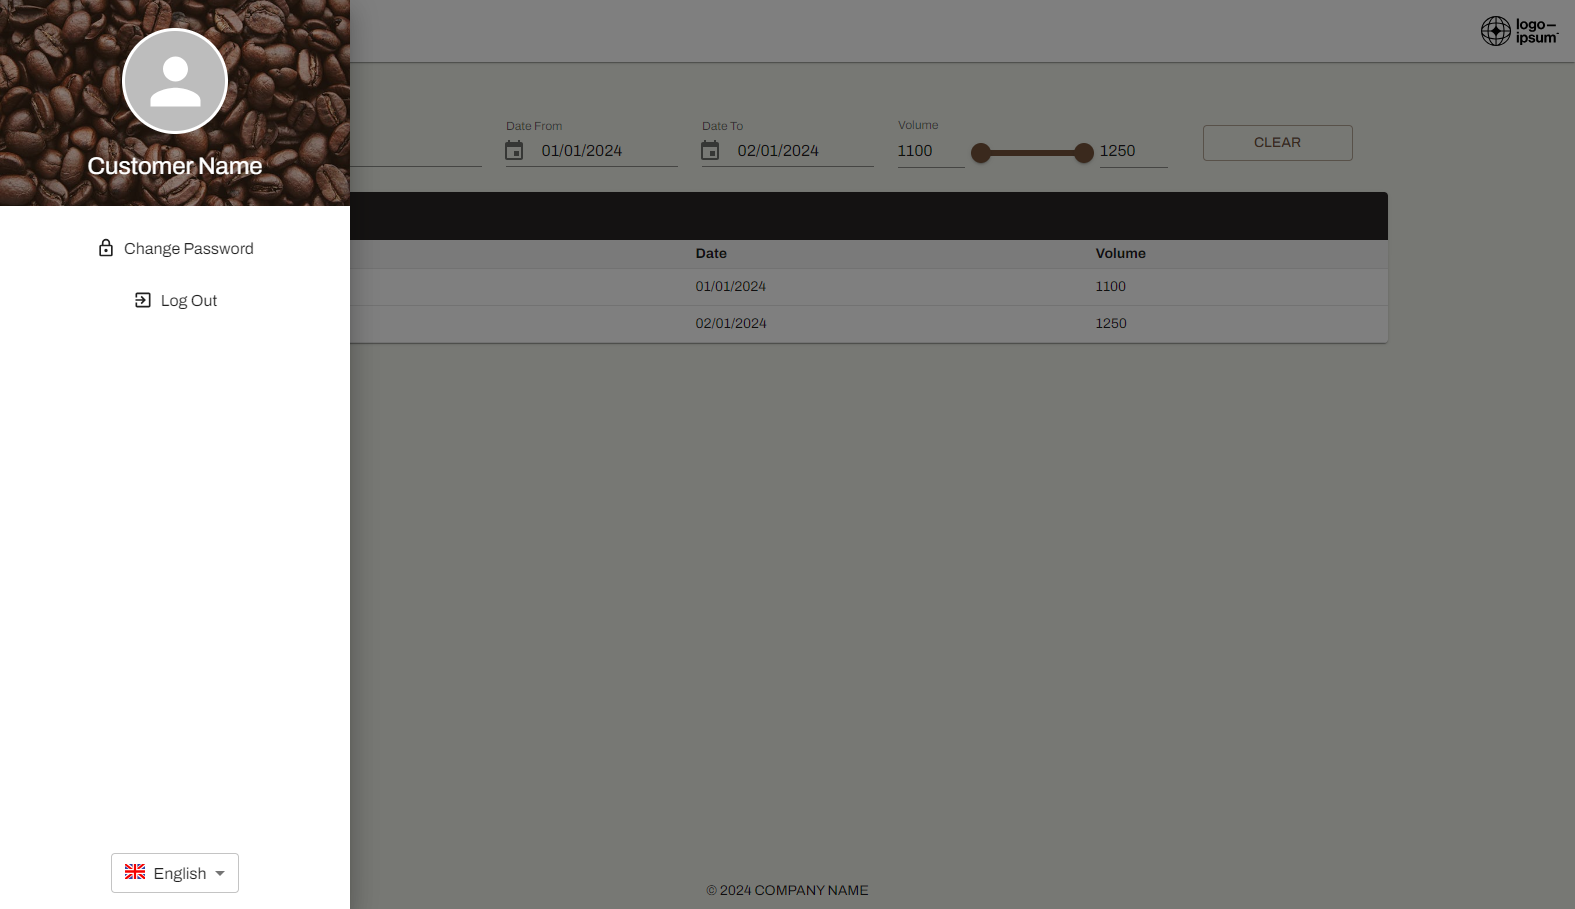 Customer Name
Change Password
Log Out
English
logo–
ipsum
Date From
Date To
Volume
01/01/2024
02/01/2024
1100
1250
CLEAR
Date
Volume
01/01/2024
1100
02/01/2024
1250
© 2024 COMPANY NAME